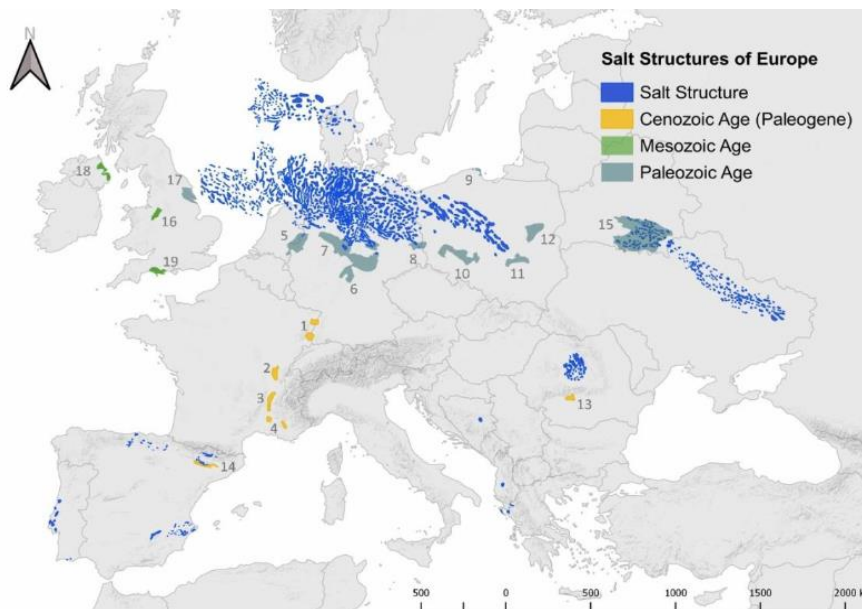 N
Salt Structures of Europe
Salt Structure
Cenozoic Age (Paleogene)
Mesozoic Age
Paleozoic Age
18
17
9
16
15
12
5
7
8
19
10
11
6
1
2
3
13
4
14
500 0 500 1000 1500 2000